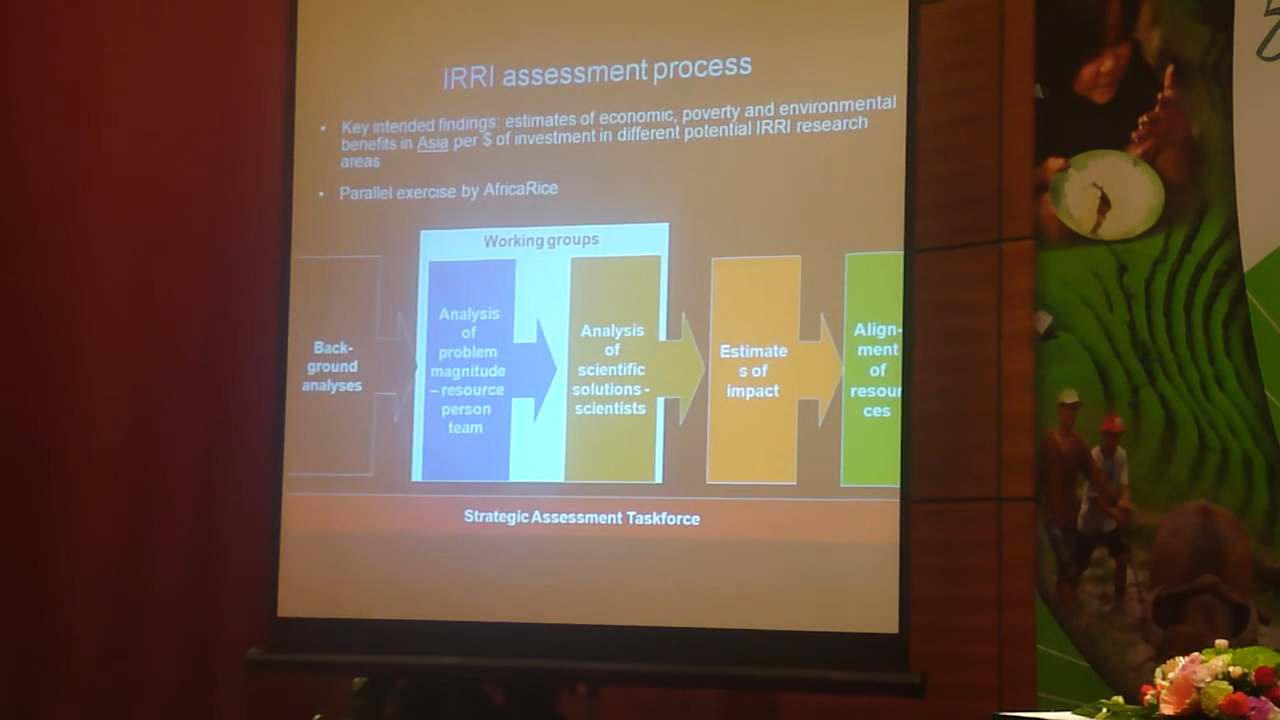 IRRI assessment process
• Key intended findings: estimates of economic, poverty and environmental
benefits in Asia per $ of investment in different potential IRRI research
areas
• Parallel exercise by AfricaRice
Working groups
Back-
ground
analyses
Analysis
of
problem
magnitude
– resource
person
team
Analysis
of
scientific
solutions -
scientists
Estimate
s of
impact
Align-
ment
of
resour
ces
Strategic Assessment Taskforce